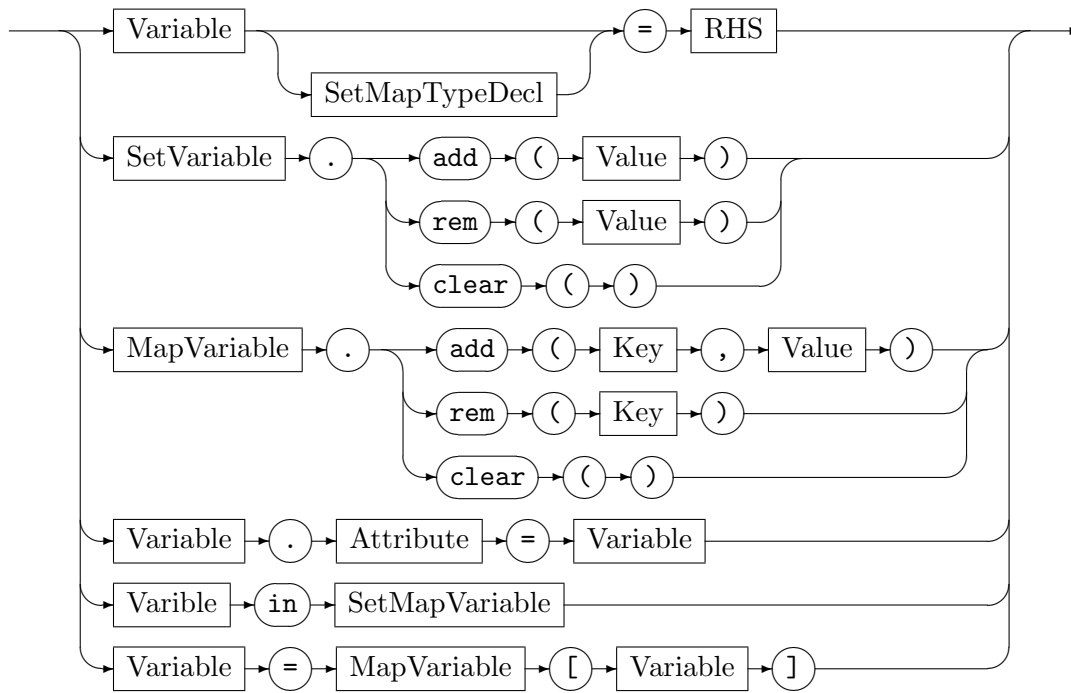 Variable = RHS
SetMapTypeDecl
SetVariable . add ( Value )
rem ( Value )
clear ( )
MapVariable . add ( Key , Value )
rem ( Key )
clear ( )
Variable . Attribute = Variable
Varible in SetMapVariable
Variable = MapVariable [ Variable ]